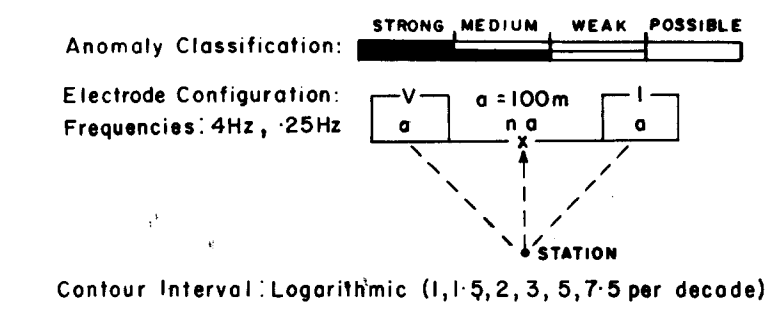 STRONG MEDIUM WEAK POSSIBLE
Anomaly Classification:
Electrode Configuration: V a = 100m I
Frequencies: 4Hz, ·25Hz a n a a
x
STATION
Contour Interval: Logarithmic (1, 1·5, 2, 3, 5, 7·5 per decade)